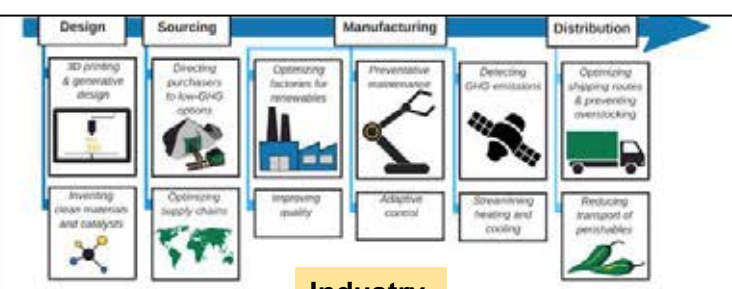 Design
Sourcing
Manufacturing
Distribution
3D printing
& generative
design
Directing
purchasers
to low-GHG
options
Optimizing
factories for
renewables
Preventative
maintenance
Detecting
GHG emissions
Optimizing
shipping routes
& preventing
overstocking
Inventing
clean materials
and catalysts
Optimizing
supply chains
Improving
quality
Adaptive
control
Streamlining
heating and
cooling
Reducing
transport of
perishables
Industry